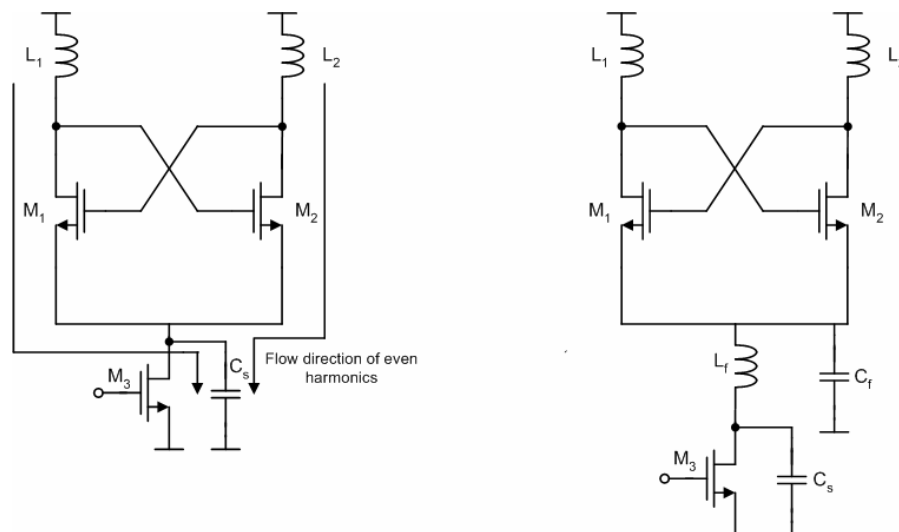 L1
L2
L1
L
M1
M2
M1
M2
M3
Cs
Flow direction of even
harmonics
Lf
Cf
M3
Cs